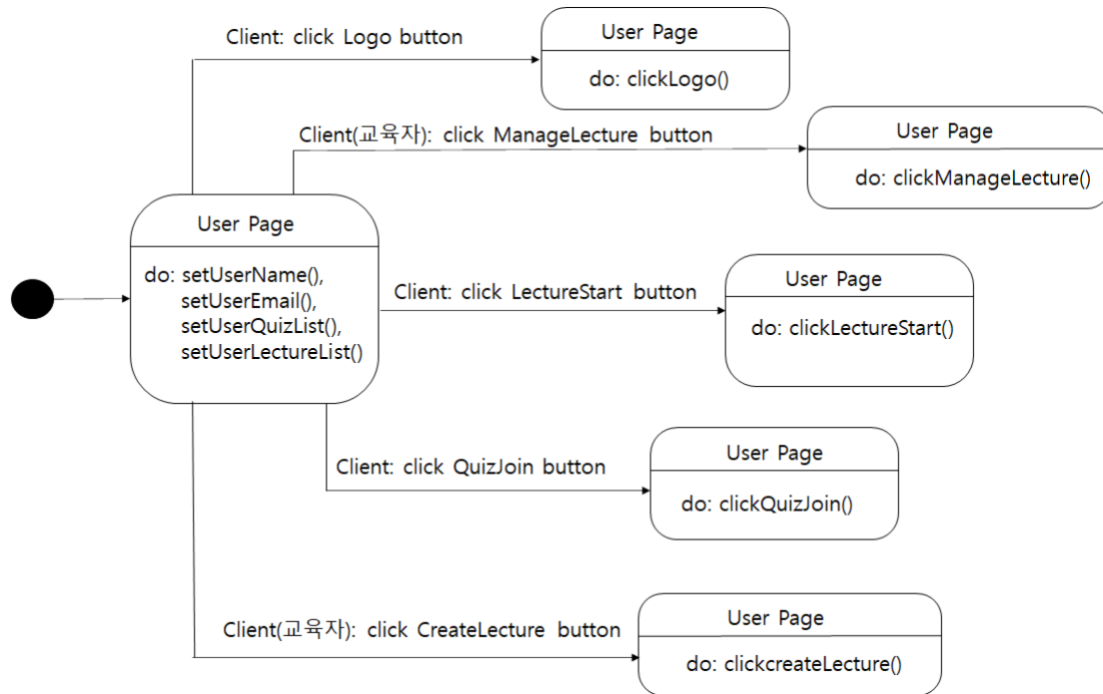 Client: click Logo button
User Page
do: clickLogo()
Client(교육자): click ManageLecture button
User Page
do: clickManageLecture()
User Page
do: setUserName(),
setUserEmail(),
setUserQuizList(),
setUserLectureList()
Client: click LectureStart button
User Page
do: clickLectureStart()
Client: click QuizJoin button
User Page
do: clickQuizJoin()
Client(교육자): click CreateLecture button
User Page
do: clickcreateLecture()